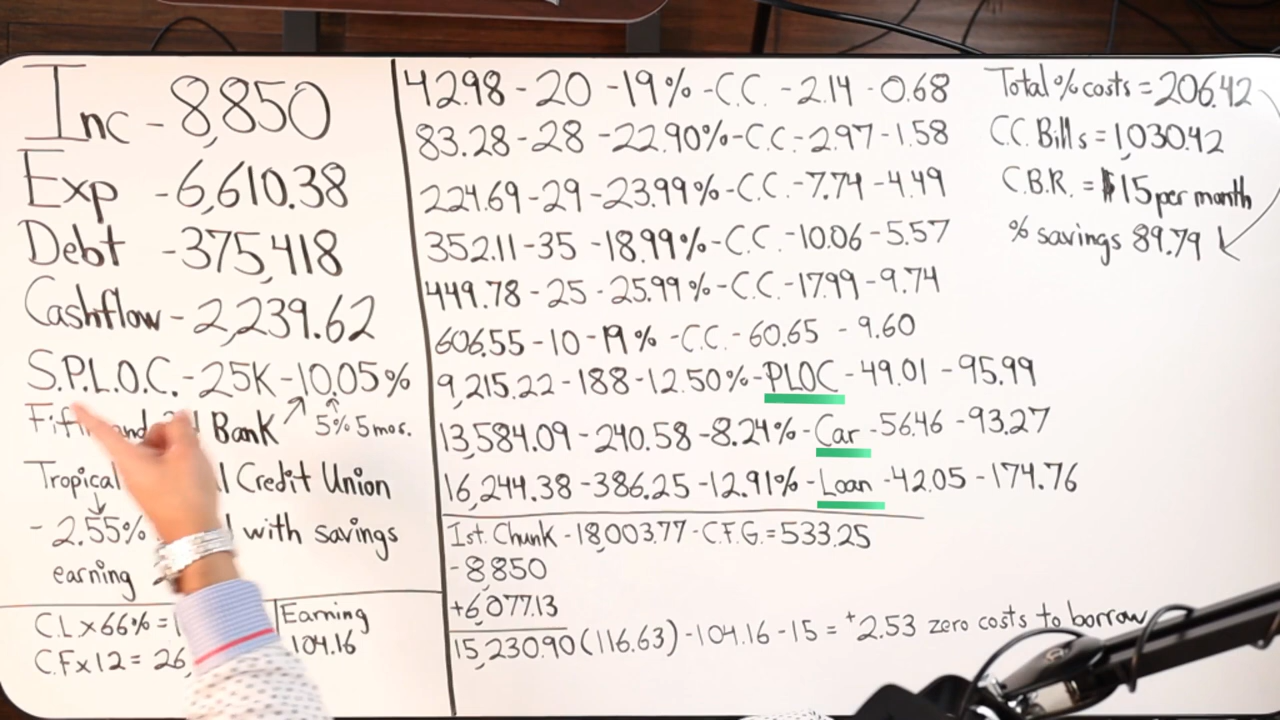 Inc - 8,850
Exp - 6,610.38
Debt - 375,418
Cashflow - 2,239.62
S.P.L.O.C. - 25K - 10.05%
Bank 5% 5 mos.
Tropical Credit Union
- 2.55% with savings
earning
C.L x 66% =
C.F x 12 = 26,
Earning
104.16
42.98 - 20 - 19% - C.C. - 2.14 - 0.68
83.28 - 28 - 22.90% - C.C. - 2.97 - 1.58
224.69 - 29 - 23.99% - C.C. - 7.74 - 4.49
352.11 - 35 - 18.99% - C.C. - 10.06 - 5.57
449.78 - 25 - 25.99% - C.C. - 17.99 - 9.74
606.55 - 10 - 19% - C.C. - 60.65 - 9.60
9,215.22 - 188 - 12.50% - PLOC - 49.01 - 95.99
13,584.09 - 240.58 - 8.24% - Car - 56.46 - 93.27
16,244.38 - 386.25 - 12.91% - Loan - 42.05 - 174.76
1st. Chunk - 18,003.77 - C.F.G. = 533.25
- 8,850
+6,077.13
15,230.90 (116.63) - 104.16 - 15 = +2.53 zero costs to borrow
Total % costs = 206.42
C.C. Bills = 1,030.42
C.B.R. = $15 per month
% savings 89.79